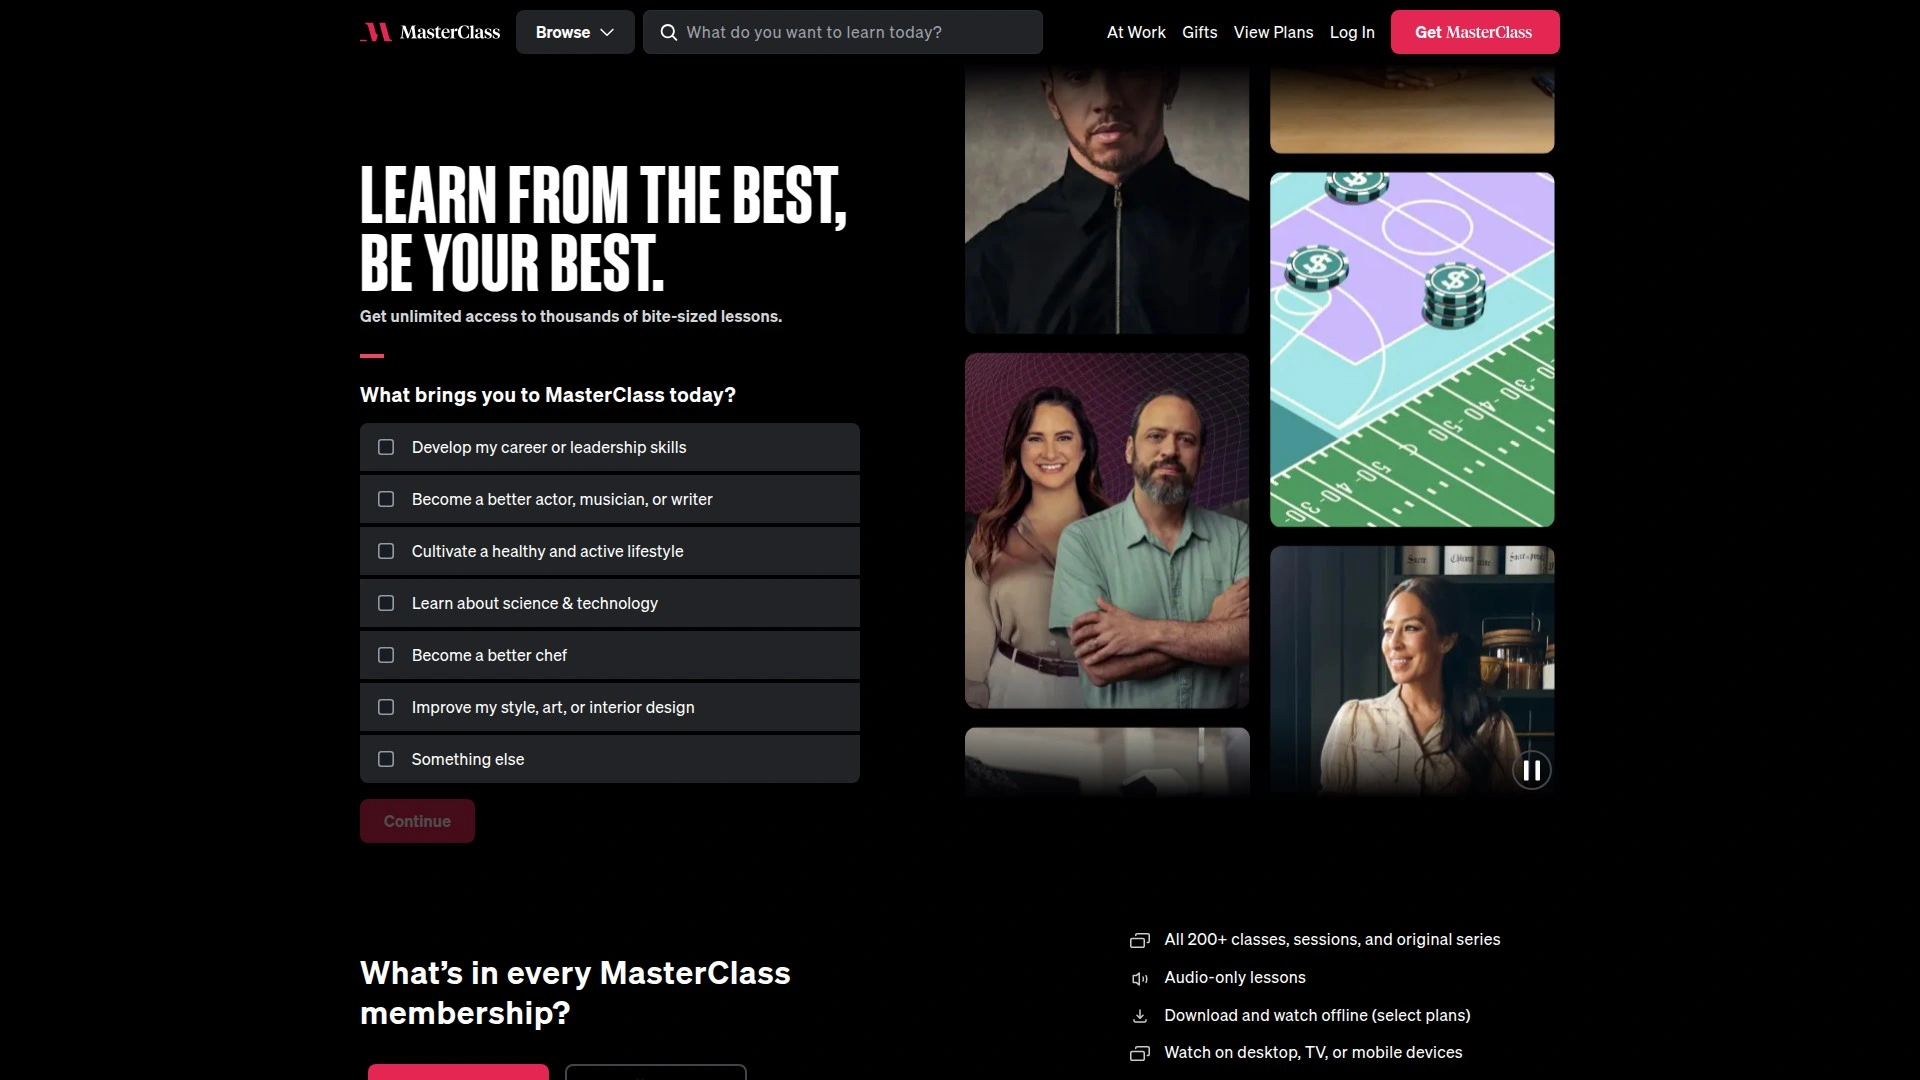 MasterClass
Browse
What do you want to learn today?
At Work
Gifts
View Plans
Log In
Get MasterClass
LEARN FROM THE BEST,
BE YOUR BEST.
Get unlimited access to thousands of bite-sized lessons.
What brings you to MasterClass today?
Develop my career or leadership skills
Become a better actor, musician, or writer
Cultivate a healthy and active lifestyle
Learn about science & technology
Become a better chef
Improve my style, art, or interior design
Something else
Continue
What’s in every MasterClass
membership?
All 200+ classes, sessions, and original series
Audio-only lessons
Download and watch offline (select plans)
Watch on desktop, TV, or mobile devices